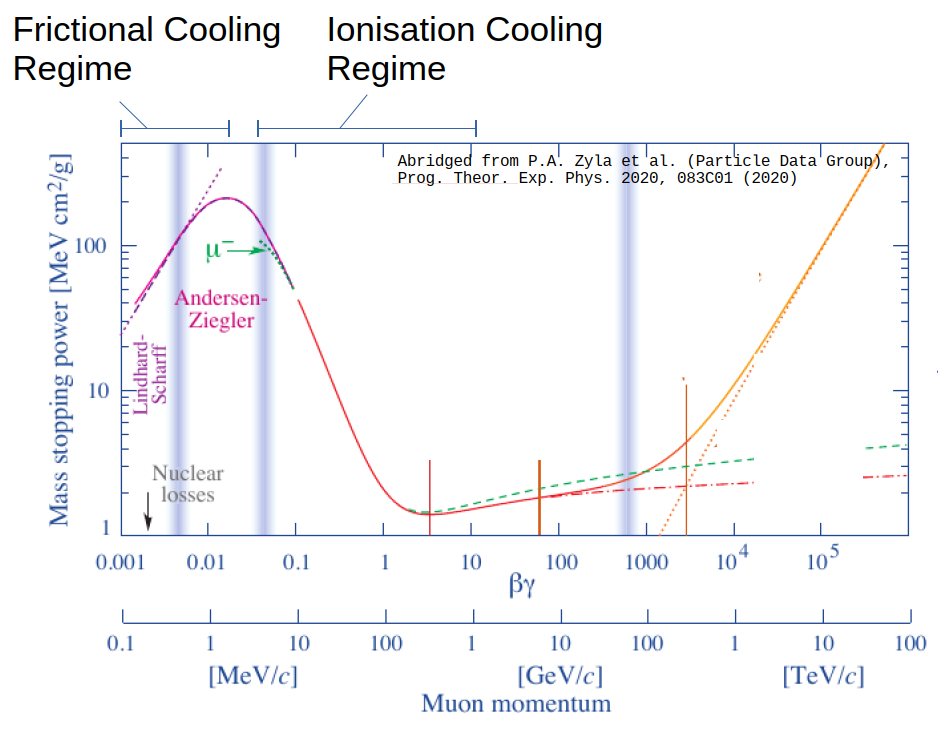 Frictional Cooling
Regime
Ionisation Cooling
Regime
Abridged from P.A. Zyla et al. (Particle Data Group),
Prog. Theor. Exp. Phys. 2020, 083C01 (2020)
Mass stopping power [MeV cm²/g]
100
10
1
μ⁻
Andersen-
Ziegler
Lindhard-
Scharff
Nuclear
losses
0.001 0.01 0.1 1 10 100 1000 10⁴ 10⁵
βγ
0.1 1 10 100 1 10 100 1 10 100
[MeV/c] [GeV/c] [TeV/c]
Muon momentum